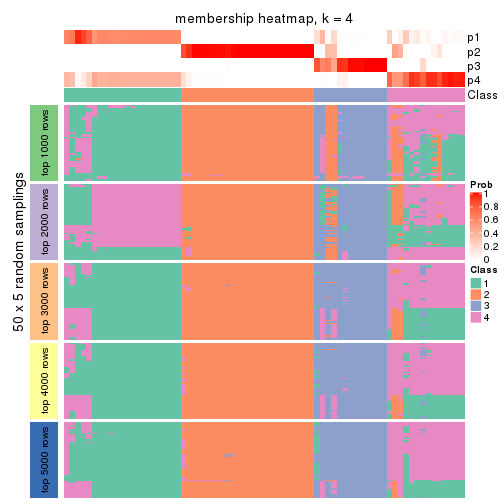 membership heatmap, k = 4
p1
p2
p3
p4
Class
50 x 5 random samplings
top 1000 rows
top 2000 rows
top 3000 rows
top 4000 rows
top 5000 rows
Prob
1
0.8
0.6
0.4
0.2
0
Class
1
2
3
4